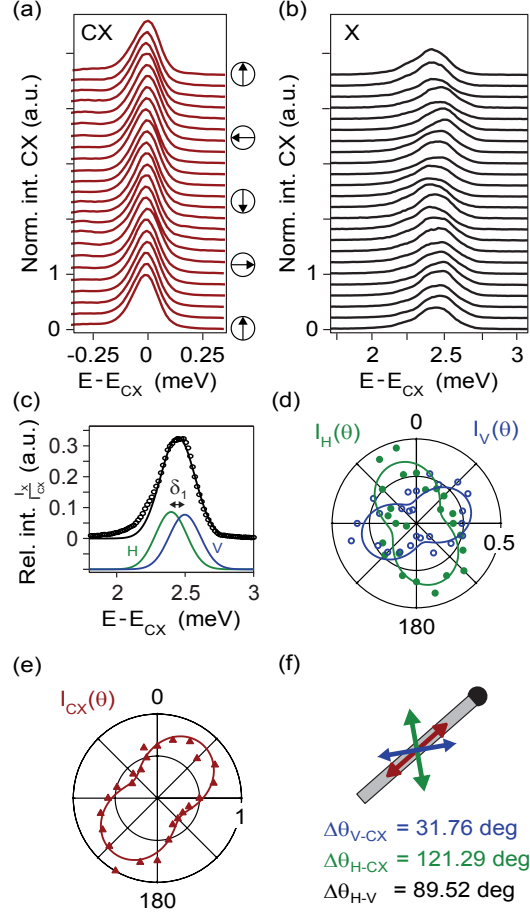 (a)
CX
Norm. int. CX (a.u.)
1
0
-0.25
0
0.25
E-E_CX (meV)
(b)
X
Norm. int. CX (a.u.)
1
0
2
2.5
3
E-E_CX (meV)
(c)
Rel. int. I_X/I_CX (a.u.)
0.3
0.2
0.1
0
δ₁
H
V
2
2.5
3
E-E_CX (meV)
(d)
I_H(θ)
0
I_V(θ)
0.5
180
(e)
I_CX(θ)
0
1
180
(f)
Δθ_V-CX = 31.76 deg
Δθ_H-CX = 121.29 deg
Δθ_H-V = 89.52 deg